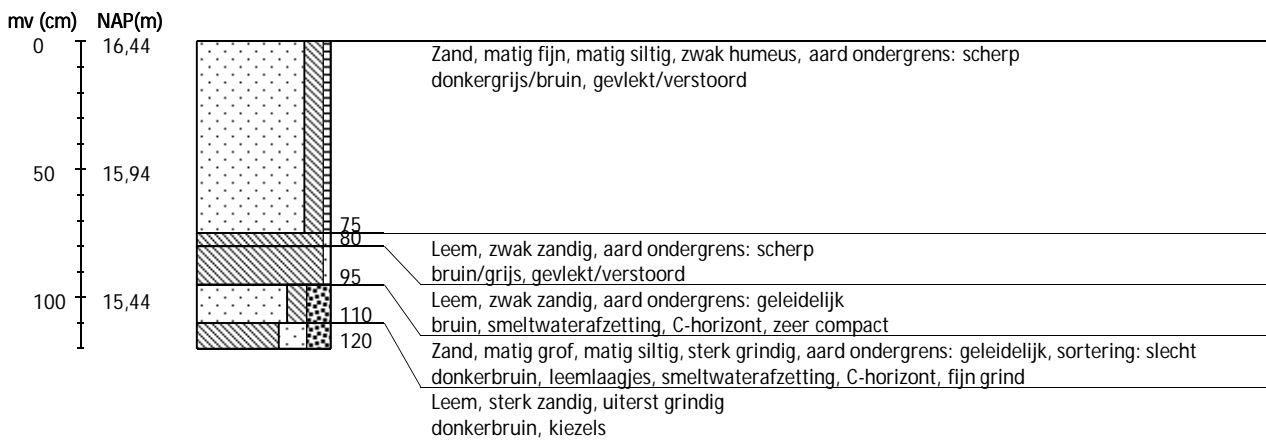 mv (cm) NAP(m)
0 16,44
Zand, matig fijn, matig siltig, zwak humeus, aard ondergrens: scherp
donkergrijs/bruin, gevlekt/verstoord
50 15,94
75
80
Leem, zwak zandig, aard ondergrens: scherp
bruin/grijs, gevlekt/verstoord
95
100 15,44
Leem, zwak zandig, aard ondergrens: geleidelijk
bruin, smeltwaterafzetting, C-horizont, zeer compact
110
120
Zand, matig grof, matig siltig, sterk grindig, aard ondergrens: geleidelijk, sortering: slecht
donkerbruin, leemlaagjes, smeltwaterafzetting, C-horizont, fijn grind
Leem, sterk zandig, uiterst grindig
donkerbruin, kiezels